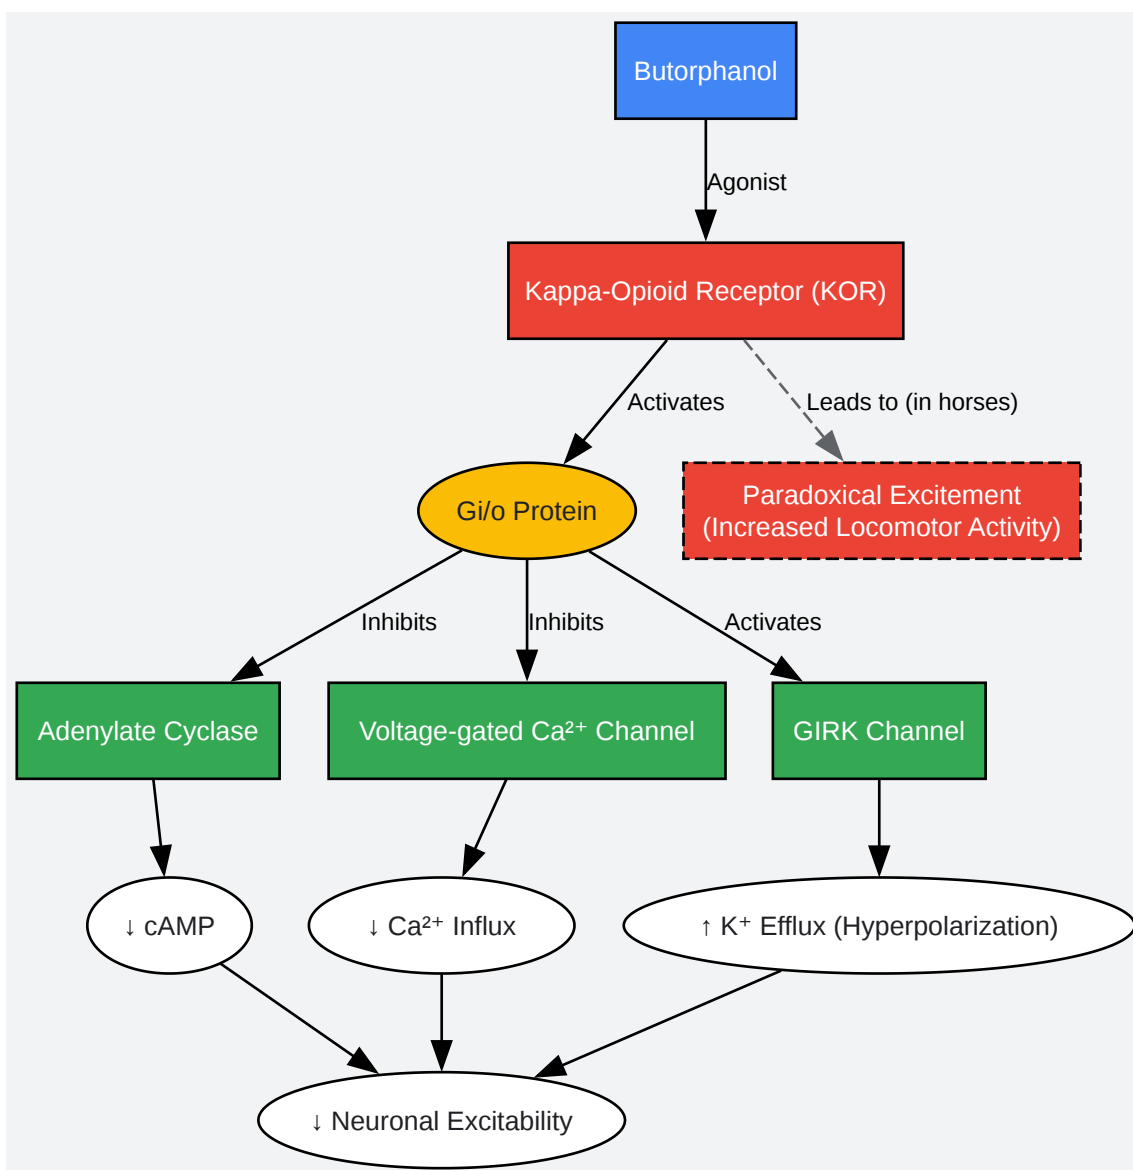 Butorphanol
Agonist
Kappa-Opioid Receptor (KOR)
Activates
Leads to (in horses)
Gi/o Protein
Paradoxical Excitement
(Increased Locomotor Activity)
Inhibits
Inhibits
Activates
Adenylate Cyclase
Voltage-gated Ca²⁺ Channel
GIRK Channel
↓ cAMP
↓ Ca²⁺ Influx
↑ K⁺ Efflux (Hyperpolarization)
↓ Neuronal Excitability